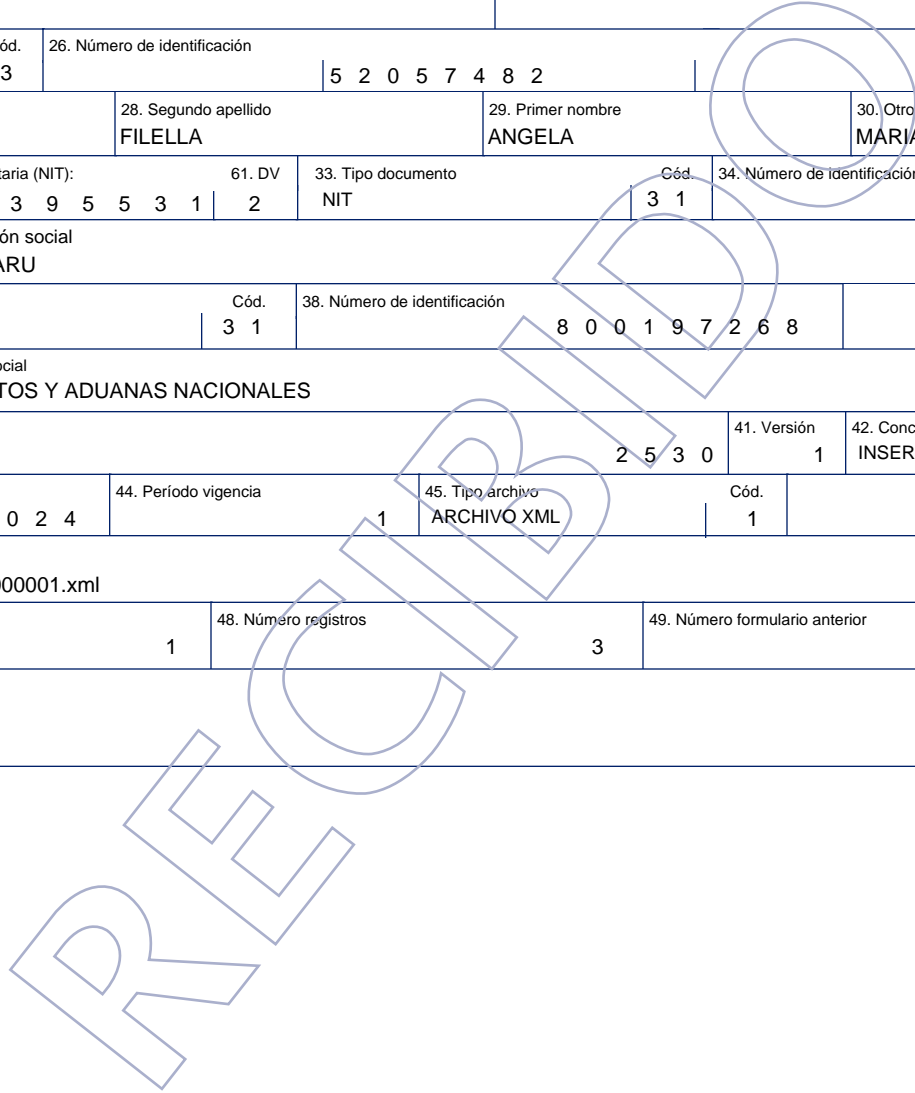 ód. 26. Número de identificación
3 5 2 0 5 7 4 8 2
28. Segundo apellido 29. Primer nombre 30. Otro
FILELLA ANGELA MARIA
taria (NIT): 61. DV 33. Tipo documento Cód. 34. Número de identificación
3 9 5 5 3 1 2 NIT 3 1
ón social
ARU
Cód. 38. Número de identificación
3 1 8 0 0 1 9 7 2 6 8
ocial
TOS Y ADUANAS NACIONALES
41. Versión 42. Conc
2 5 3 0 1 INSER
44. Período vigencia 45. Tipo archivo Cód.
0 2 4 1 ARCHIVO XML 1
000001.xml
48. Número registros 49. Número formulario anterior
1 3
RECIBIDO